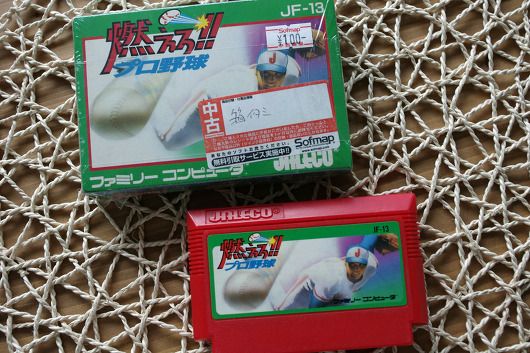 JF-13
燃えろ!!
プロ野球
Sofmap
¥100-
中古
箱イタミ
無料引取サービス実施中!!
Sofmap
JALECO
ファミリー コンピュータ
JALECO
JF-13
燃えろ!!
プロ野球
ファミリー コンピュータ